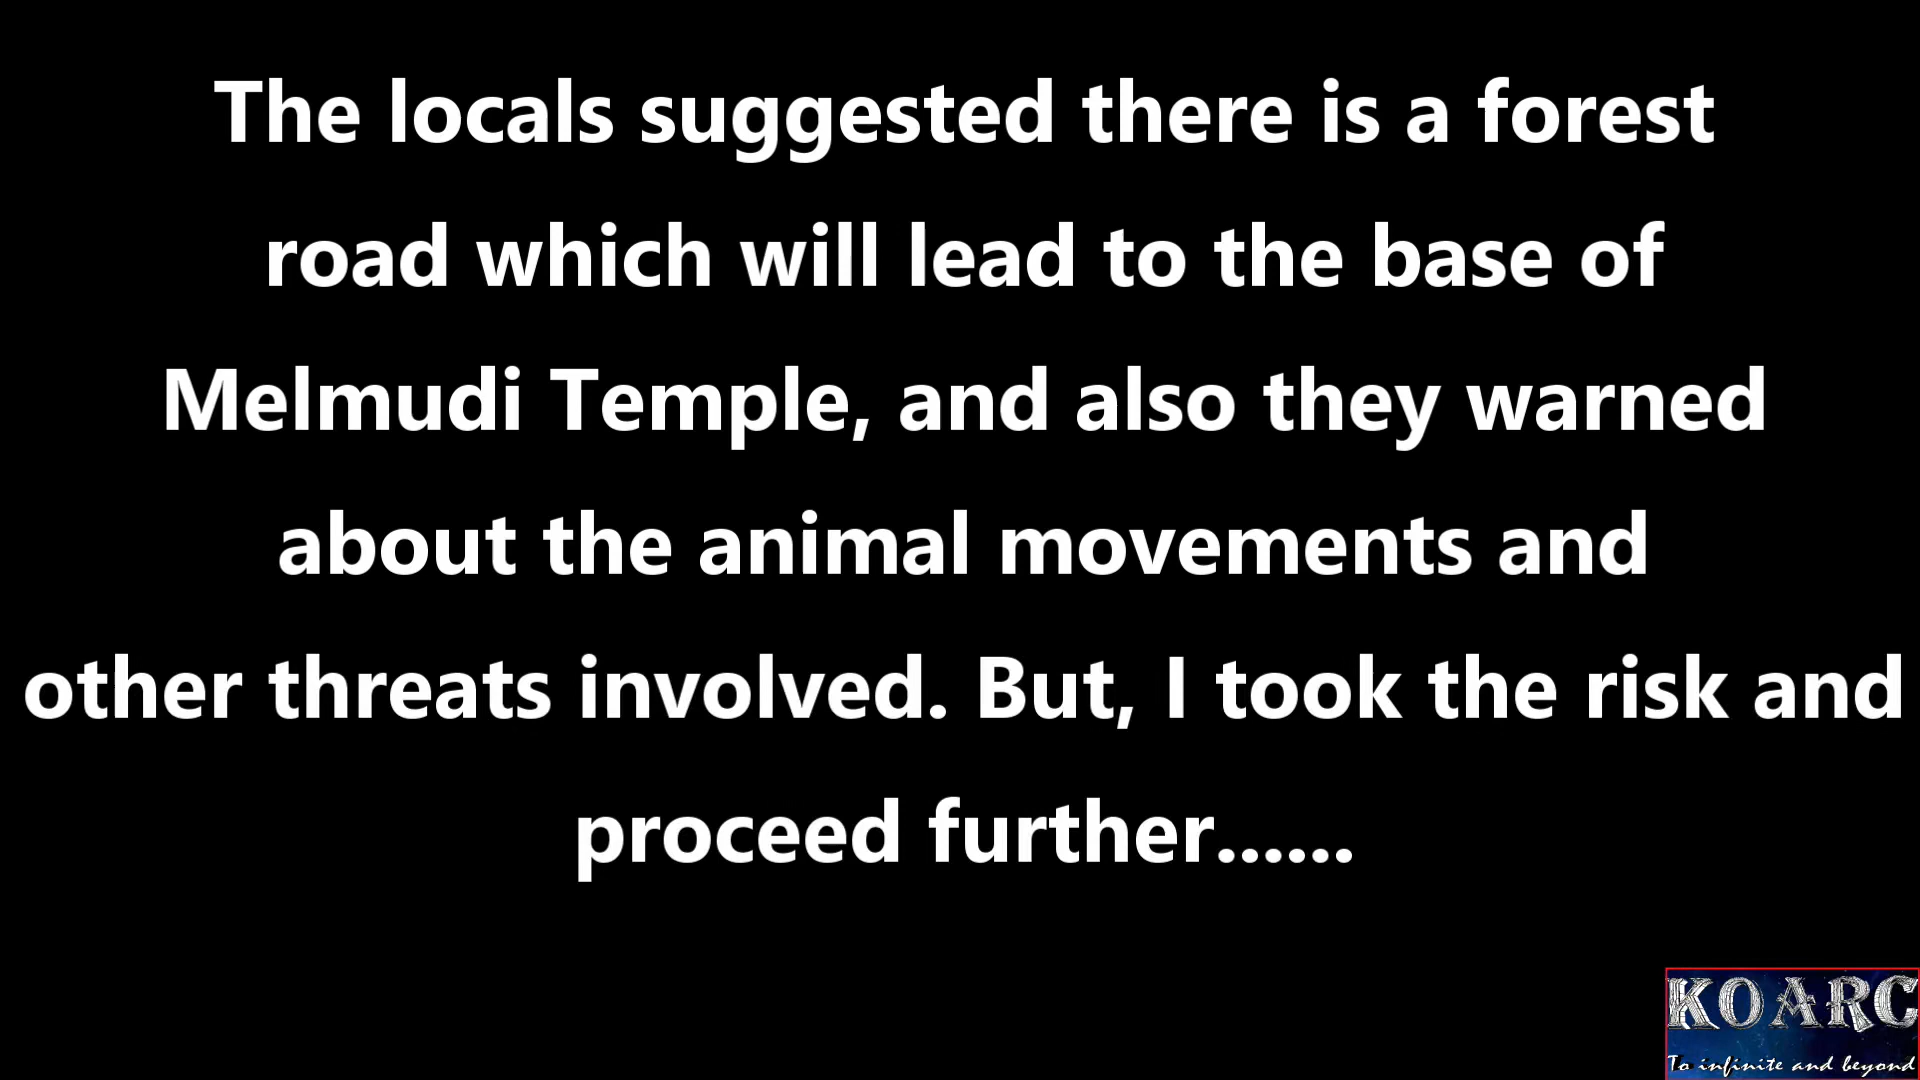 The locals suggested there is a forest
road which will lead to the base of
Melmudi Temple, and also they warned
about the animal movements and
other threats involved. But, I took the risk and
proceed further......
KOARC
To infinite and beyond